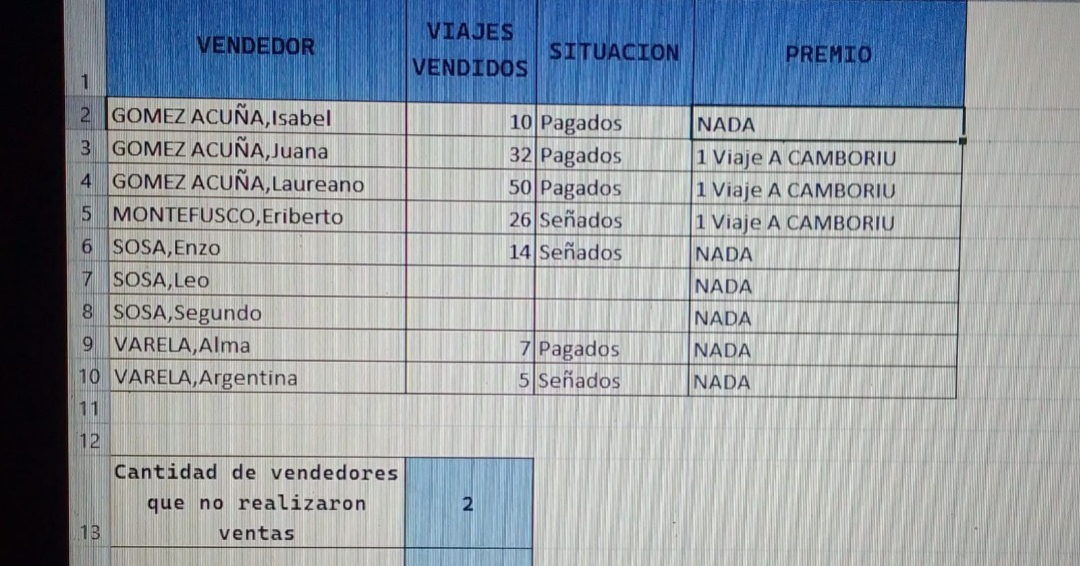 VENDEDOR VIAJES VENDIDOS SITUACION PREMIO
1
2 GOMEZ ACUÑA,Isabel 10 Pagados NADA
3 GOMEZ ACUÑA,Juana 32 Pagados 1 Viaje A CAMBORIU
4 GOMEZ ACUÑA,Laureano 50 Pagados 1 Viaje A CAMBORIU
5 MONTEFUSCO,Eriberto 26 Señados 1 Viaje A CAMBORIU
6 SOSA,Enzo 14 Señados NADA
7 SOSA,Leo NADA
8 SOSA,Segundo NADA
9 VARELA,Alma 7 Pagados NADA
10 VARELA,Argentina 5 Señados NADA
11
12
Cantidad de vendedores
que no realizaron 2
13 ventas